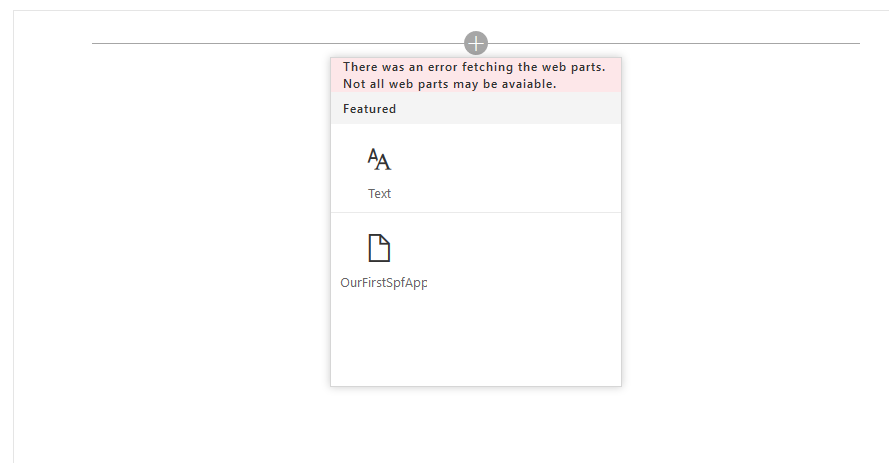 There was an error fetching the web parts.
Not all web parts may be avaiable.
Featured
Text
OurFirstSpfApp